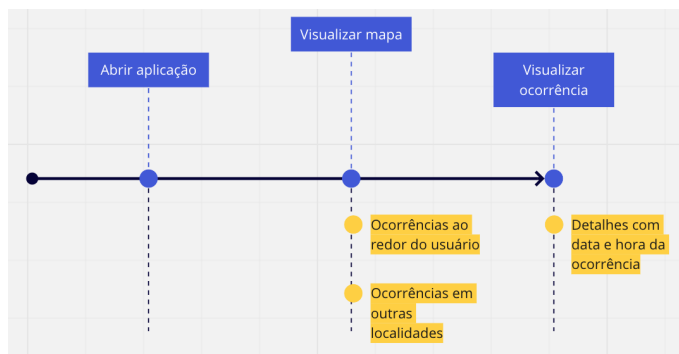 Visualizar mapa
Abrir aplicação
Visualizar
ocorrência
Ocorrências ao
redor do usuário
Detalhes com
data e hora da
ocorrência
Ocorrências em
outras
localidades